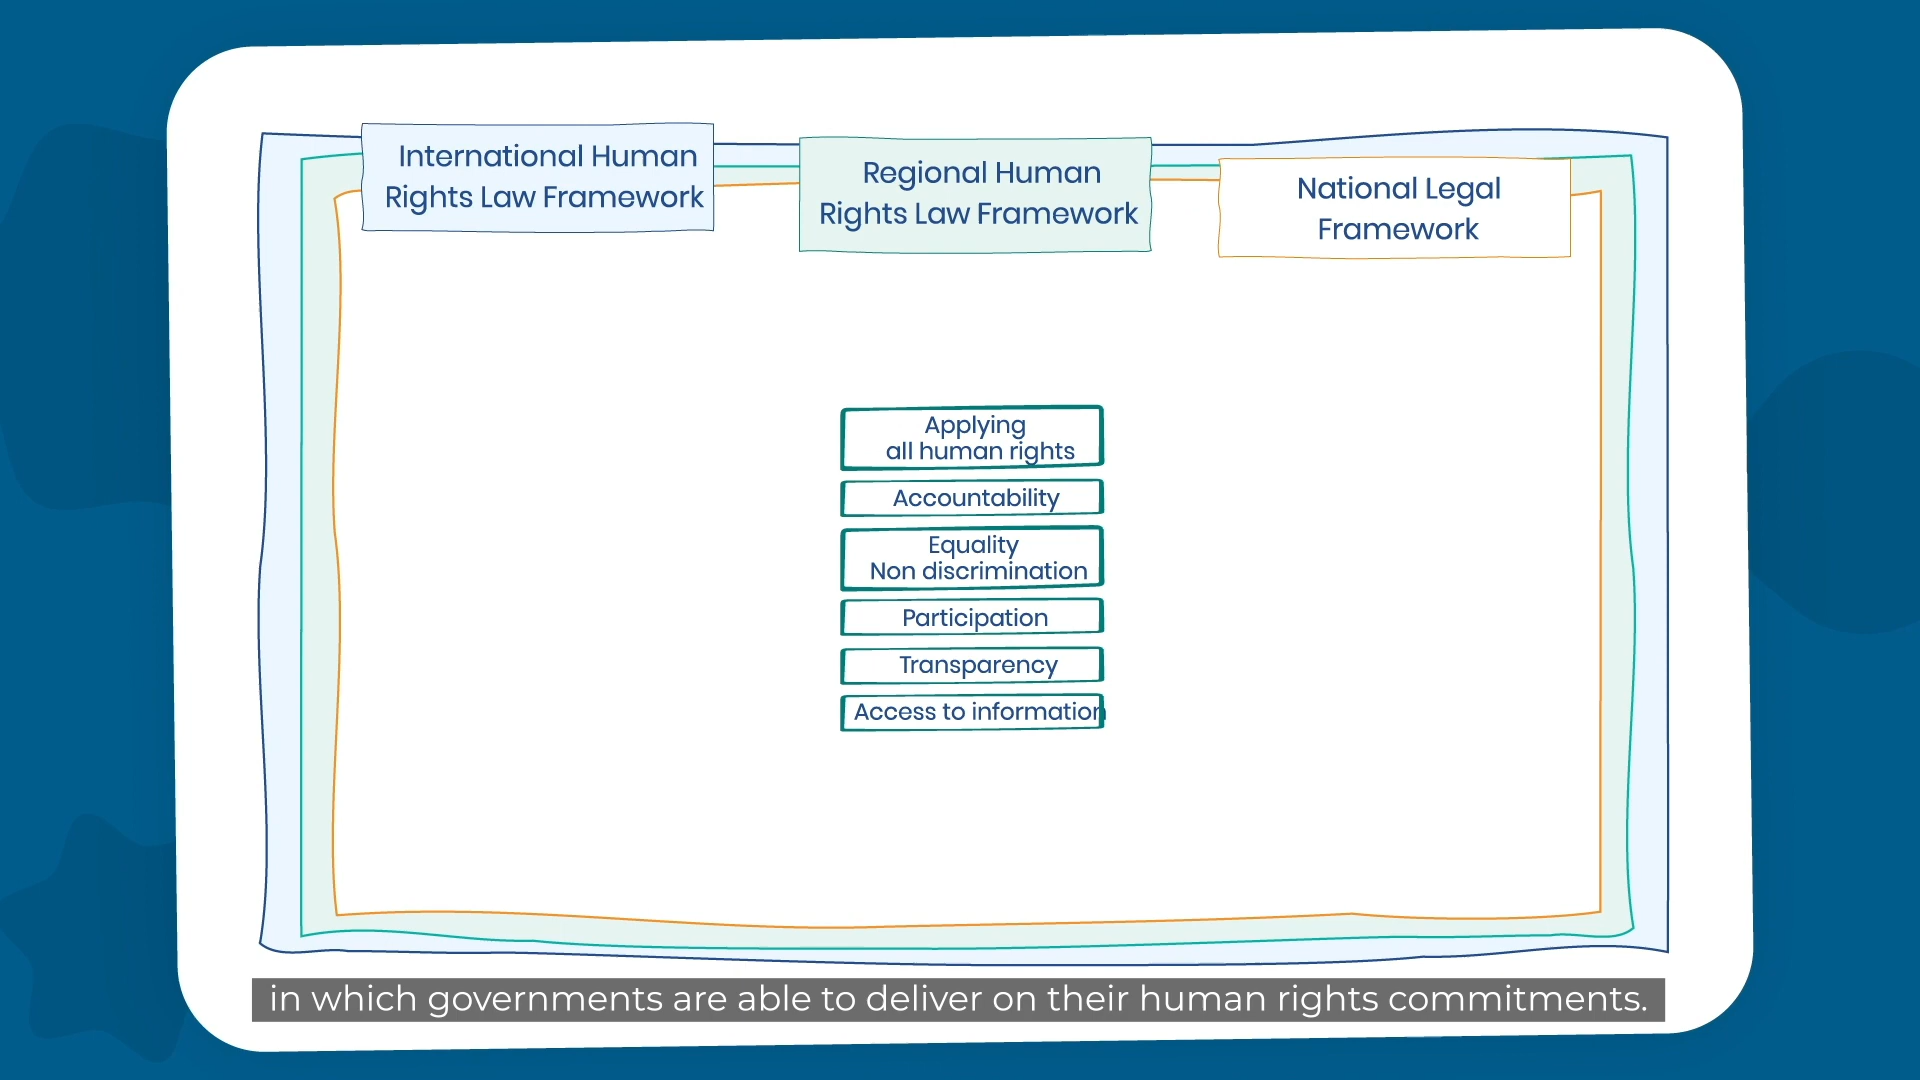 International Human
Rights Law Framework
Regional Human
Rights Law Framework
National Legal
Framework
Applying
all human rights
Accountability
Equality
Non discrimination
Participation
Transparency
Access to information
in which governments are able to deliver on their human rights commitments.